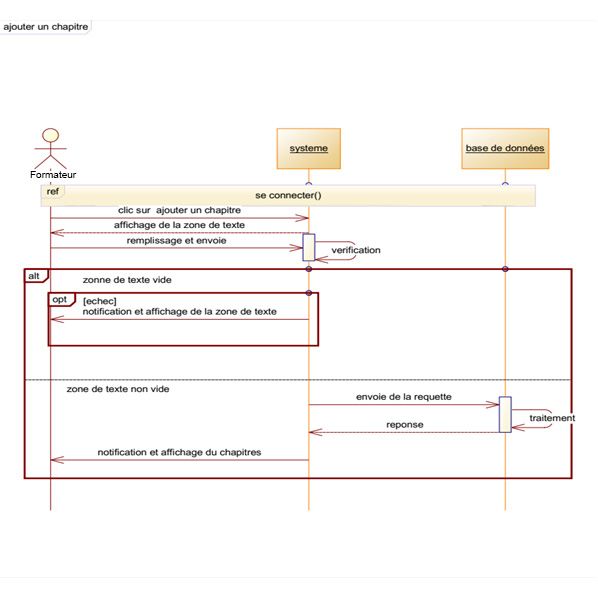 ajouter un chapitre
systeme
base de données
Formateur
ref
se connecter()
clic sur ajouter un chapitre
affichage de la zone de texte
remplissage et envoie
verification
alt
zonne de texte vide
opt
[echec]
notification et affichage de la zone de texte
zone de texte non vide
envoie de la requette
traitement
reponse
notification et affichage du chapitres